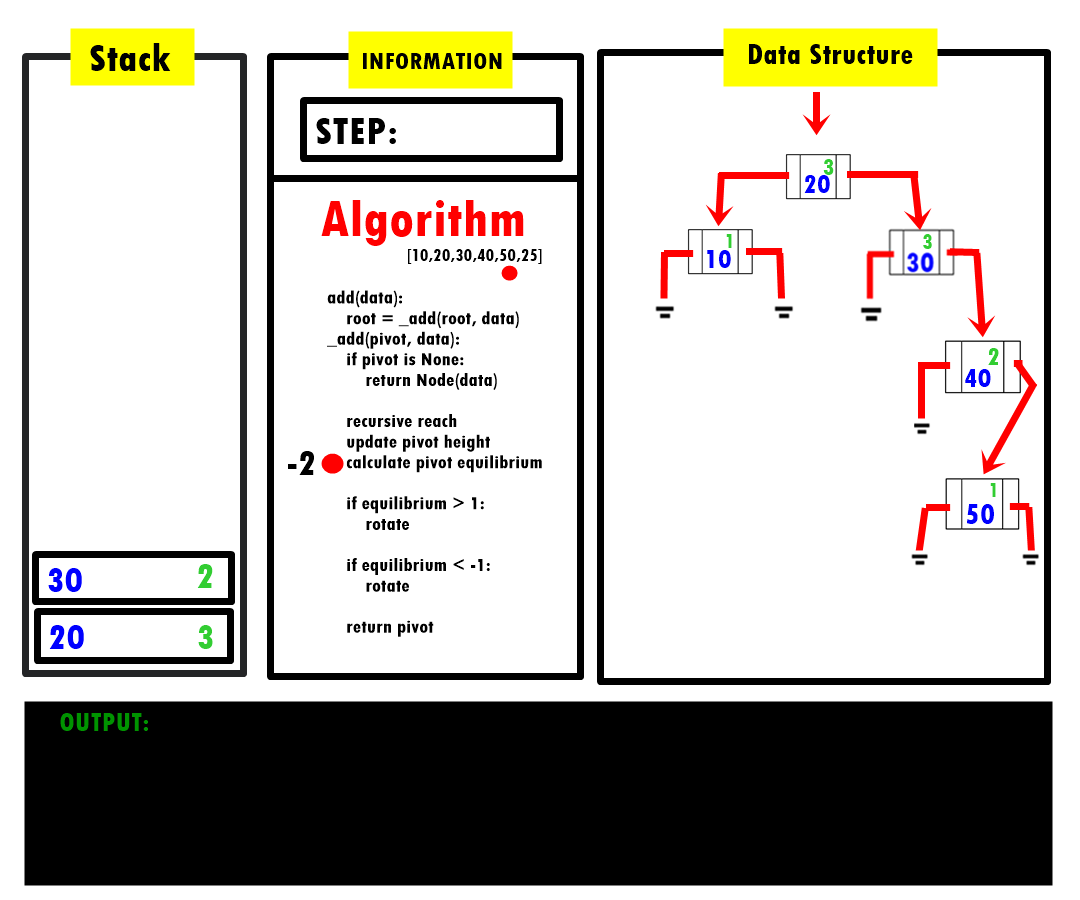 Stack
30 2
20 3
INFORMATION
STEP:
Algorithm
[10,20,30,40,50,25]
add(data):
root = _add(root, data)
_add(pivot, data):
if pivot is None:
return Node(data)
recursive reach
update pivot height
-2 calculate pivot equilibrium
if equilibrium > 1:
rotate
if equilibrium < -1:
rotate
return pivot
Data Structure
3
20
1
10
3
30
2
40
1
50
OUTPUT: